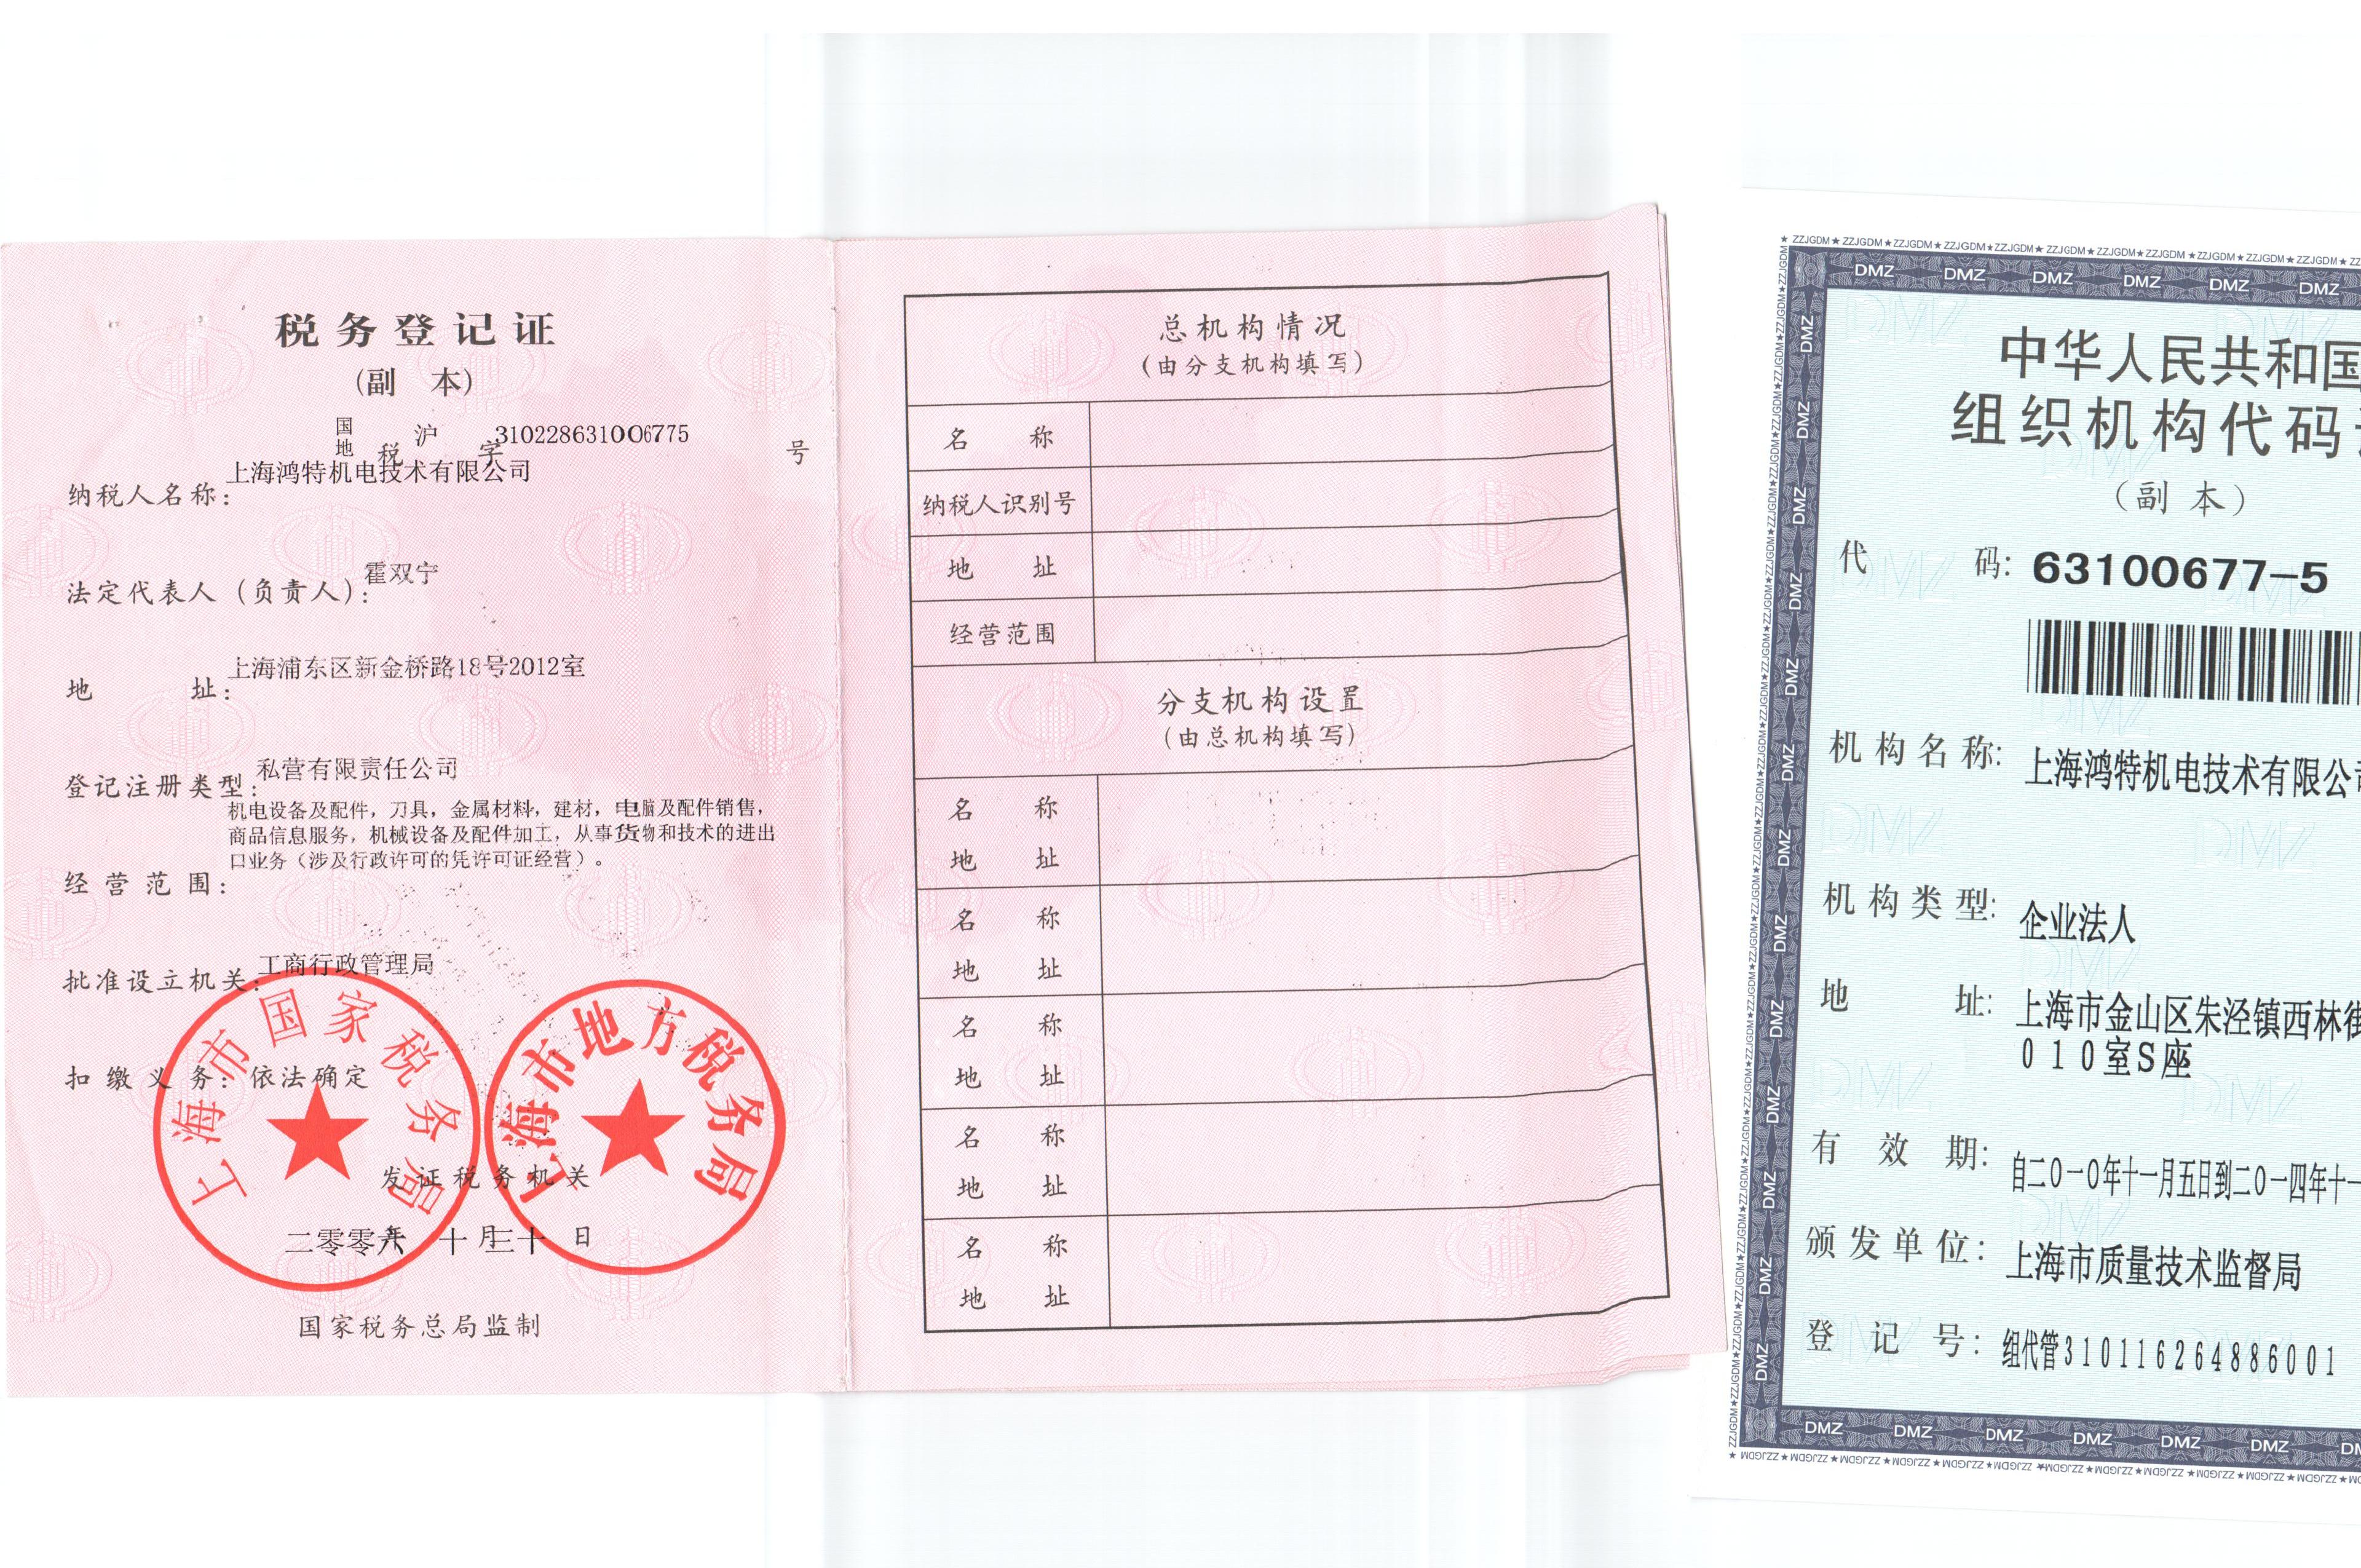 税务登记证
(副 本)
国
地 税 沪 字 310228631006775 号
纳税人名称: 上海鸿特机电技术有限公司
法定代表人（负责人）: 霍双宁
地 址: 上海浦东区新金桥路18号2012室
登记注册类型: 私营有限责任公司
机电设备及配件，刀具，金属材料，建材，电脑及配件销售，
商品信息服务，机械设备及配件加工，从事货物和技术的进出
口业务（涉及行政许可的凭许可证经营）。
经营范围:
批准设立机关: 工商行政管理局
扣缴义务: 依法确定
上海市国家税务局
上海市地方税务局
发证税务机关
二零零六年 十月三十日
国家税务总局监制
总机构情况
(由分支机构填写)
名 称
纳税人识别号
地 址
经营范围
分支机构设置
(由总机构填写)
名 称
地 址
名 称
地 址
名 称
地 址
名 称
地 址
名 称
地 址
中华人民共和国
组织机构代码
（副 本）
代 码: 63100677-5
机构名称: 上海鸿特机电技术有限公司
机构类型: 企业法人
地 址: 上海市金山区朱泾镇西林街
010室S座
有 效 期: 自二0一0年十一月五日到二0一四年十一
颁发单位: 上海市质量技术监督局
登 记 号: 组代管310116264886001